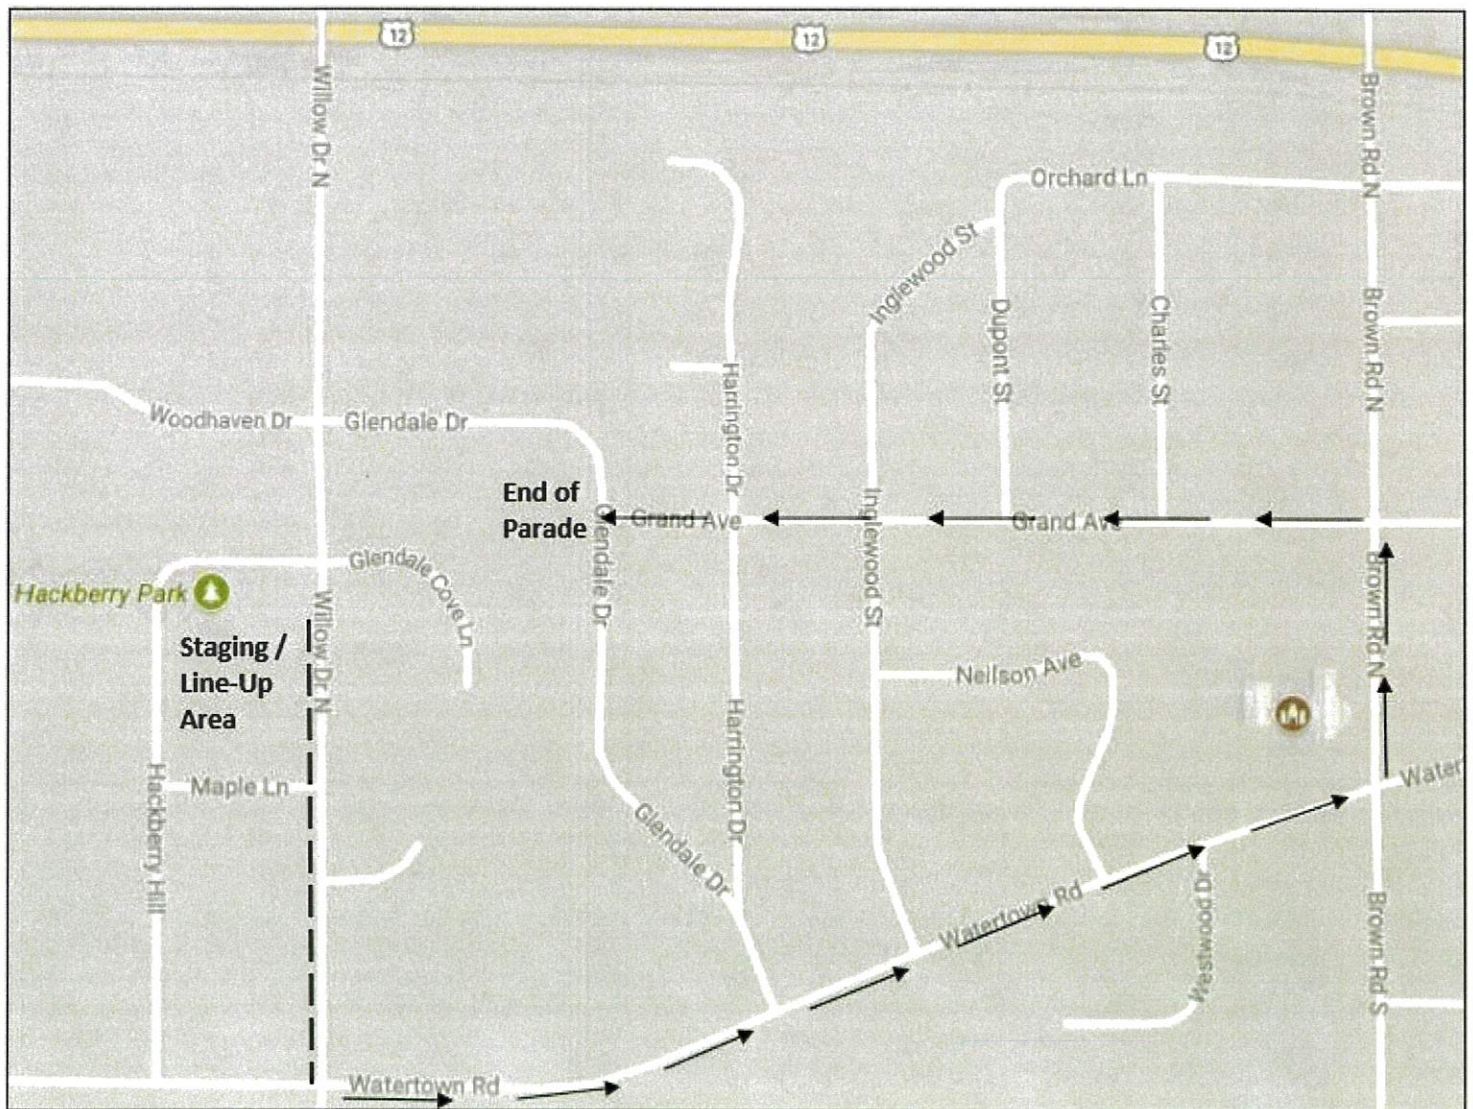 12
12
12
Willow Dr N
Brown Rd N
Orchard Ln
Inglewood St
Dupont St
Charles St
Brown Rd N
Harrington Dr
Woodhaven Dr
Glendale Dr
End of
Parade
Glendale Dr
Grand Ave
Inglewood St
Grand Ave
Brown Rd N
Glendale Cove Ln
Hackberry Park
Willow Dr N
Staging /
Line-Up
Area
Neilson Ave
Harrington Dr
Hackberry Hill
Maple Ln
Glendale Dr
Water
Watertown Rd
Westwood Dr
Brown Rd S
Watertown Rd